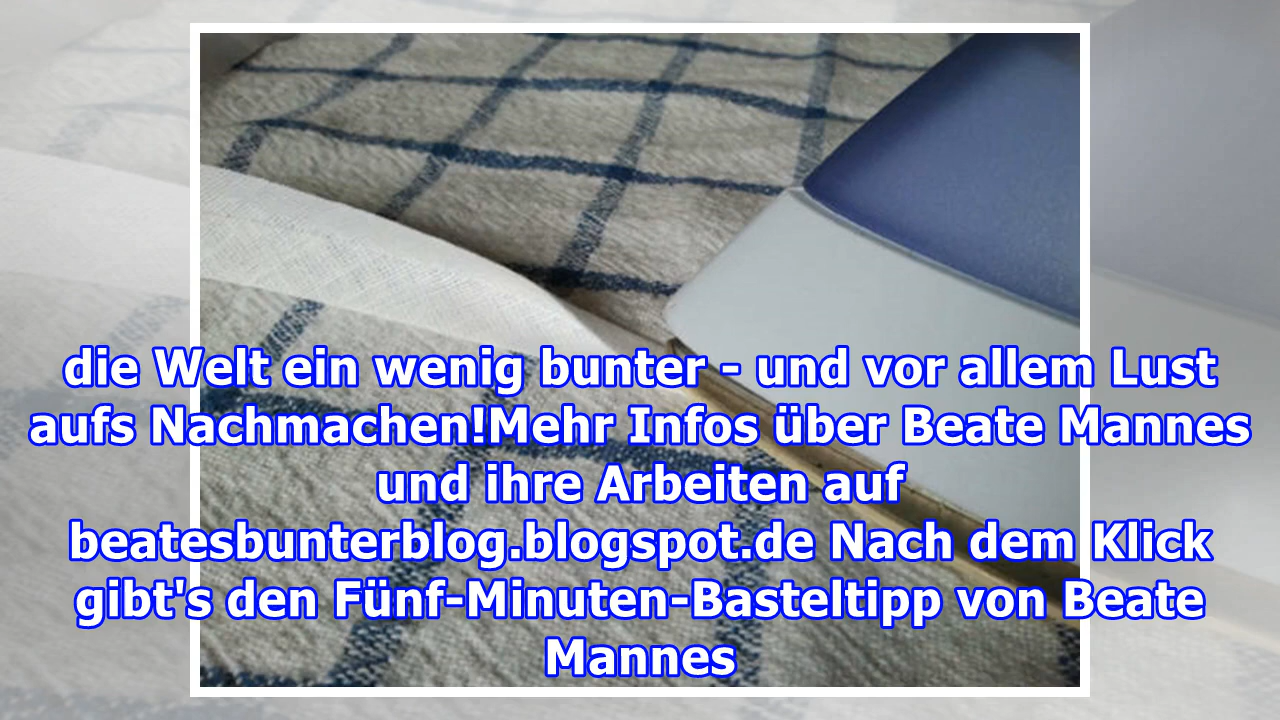 die Welt ein wenig bunter - und vor allem Lust
aufs Nachmachen!Mehr Infos über Beate Mannes
und ihre Arbeiten auf
beatesbunterblog.blogspot.de Nach dem Klick
gibt's den Fünf-Minuten-Basteltipp von Beate
Mannes